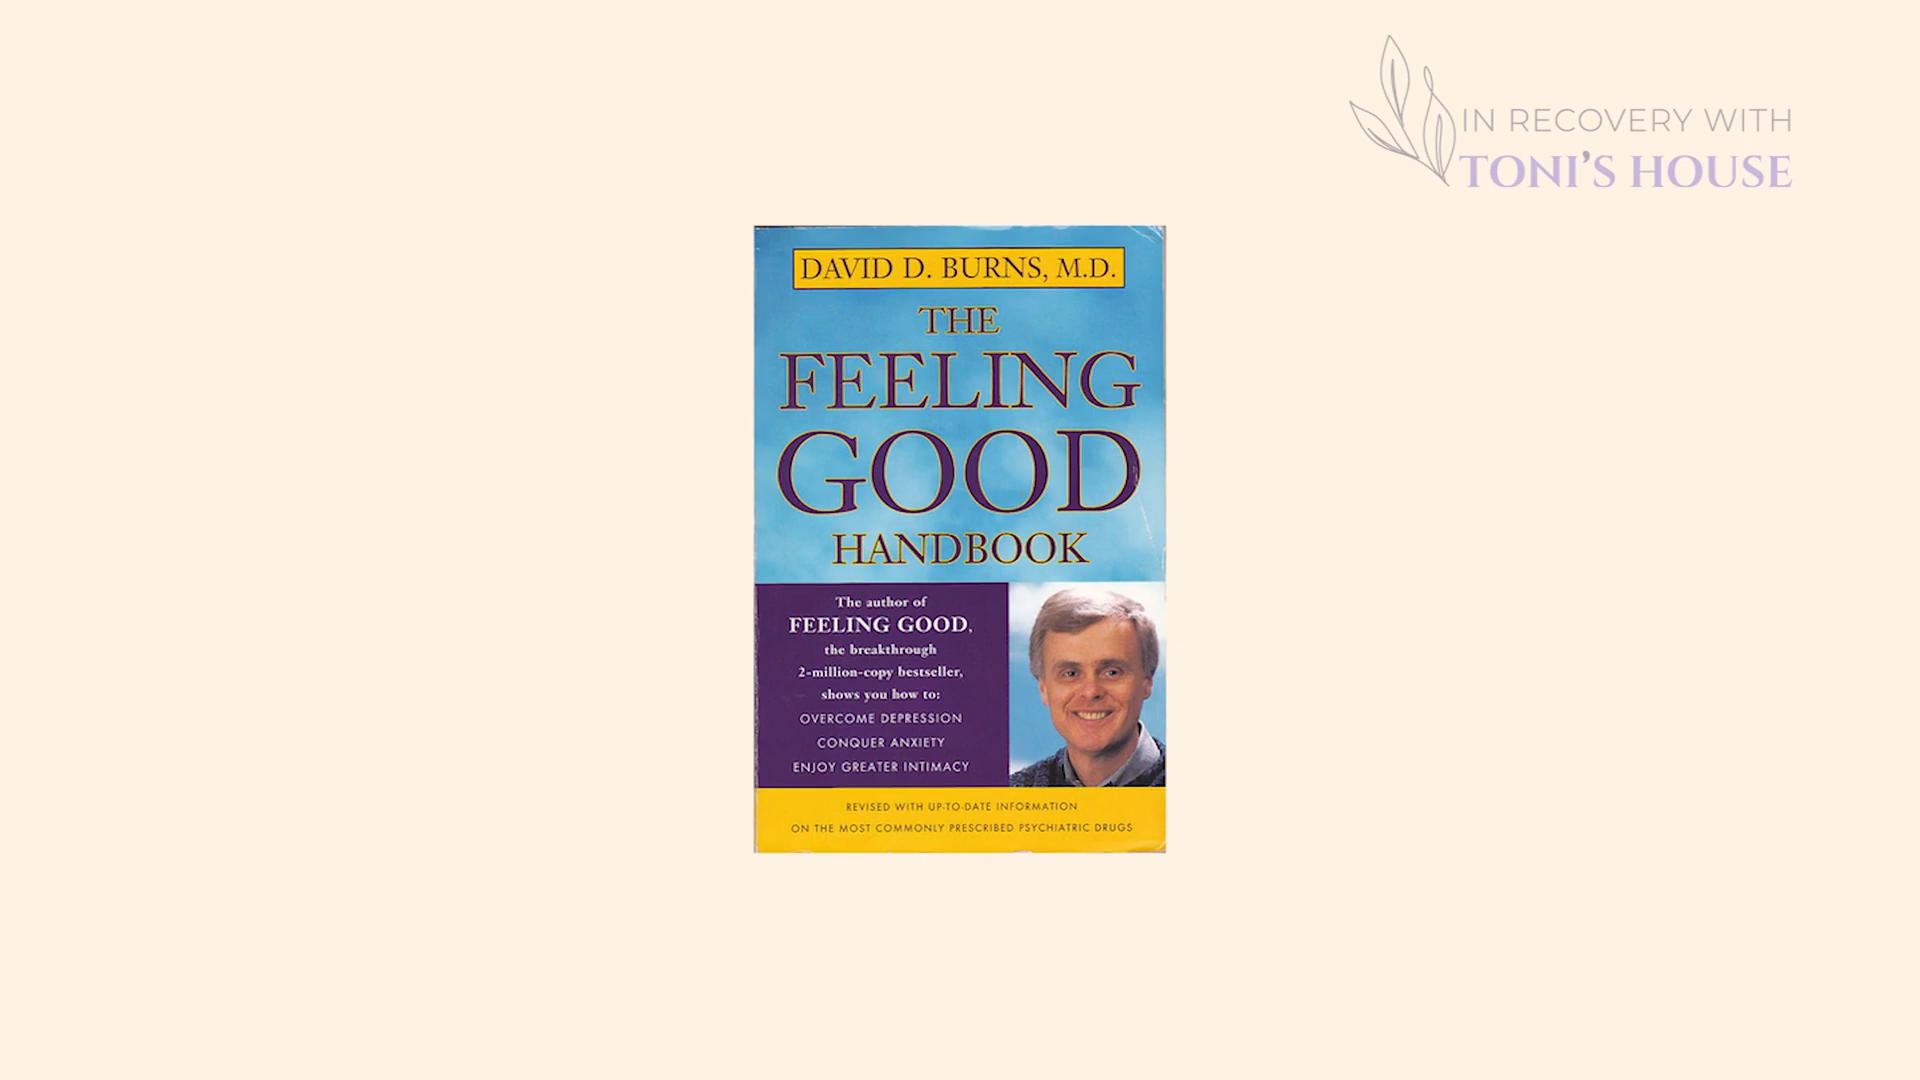 IN RECOVERY WITH
TONI'S HOUSE
DAVID D. BURNS, M.D.
THE
FEELING
GOOD
HANDBOOK
The author of
FEELING GOOD,
the breakthrough
2-million-copy bestseller,
shows you how to:
OVERCOME DEPRESSION
CONQUER ANXIETY
ENJOY GREATER INTIMACY
REVISED WITH UP-TO-DATE INFORMATION
ON THE MOST COMMONLY PRESCRIBED PSYCHIATRIC DRUGS